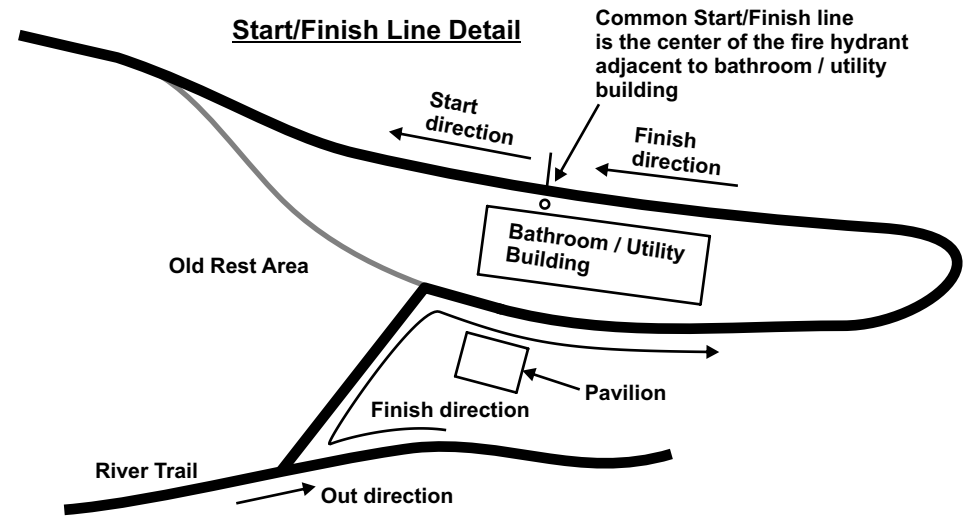 Start/Finish Line Detail
Common Start/Finish line
is the center of the fire hydrant
adjacent to bathroom / utility
building
Start
direction
Finish
direction
Bathroom / Utility
Building
Old Rest Area
Pavilion
Finish direction
River Trail
Out direction